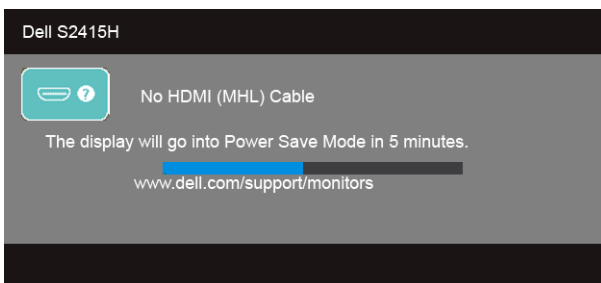 Dell S2415H
?
No HDMI (MHL) Cable
The display will go into Power Save Mode in 5 minutes.
www.dell.com/support/monitors